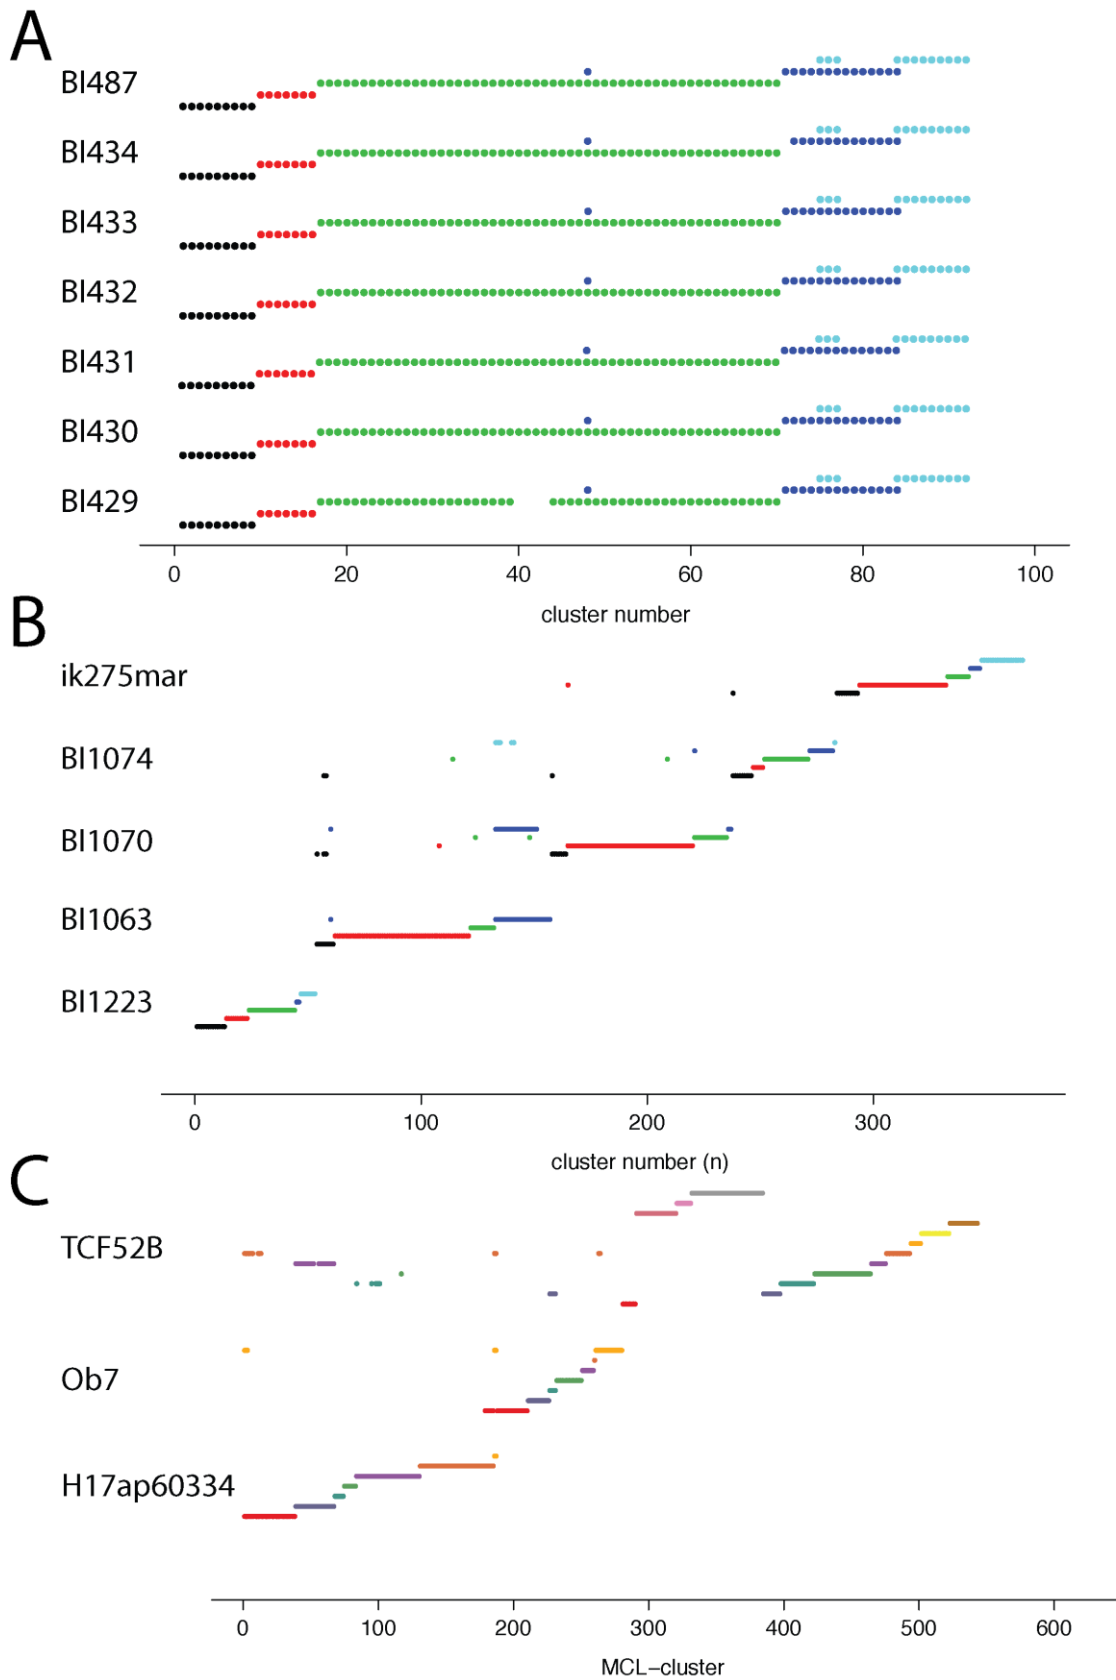 A
BI487
BI434
BI433
BI432
BI431
BI430
BI429
0 20 40 60 80 100
cluster number
B
ik275mar
BI1074
BI1070
BI1063
BI1223
0 100 200 300
cluster number (n)
C
TCF52B
Ob7
H17ap60334
0 100 200 300 400 500 600
MCL−cluster